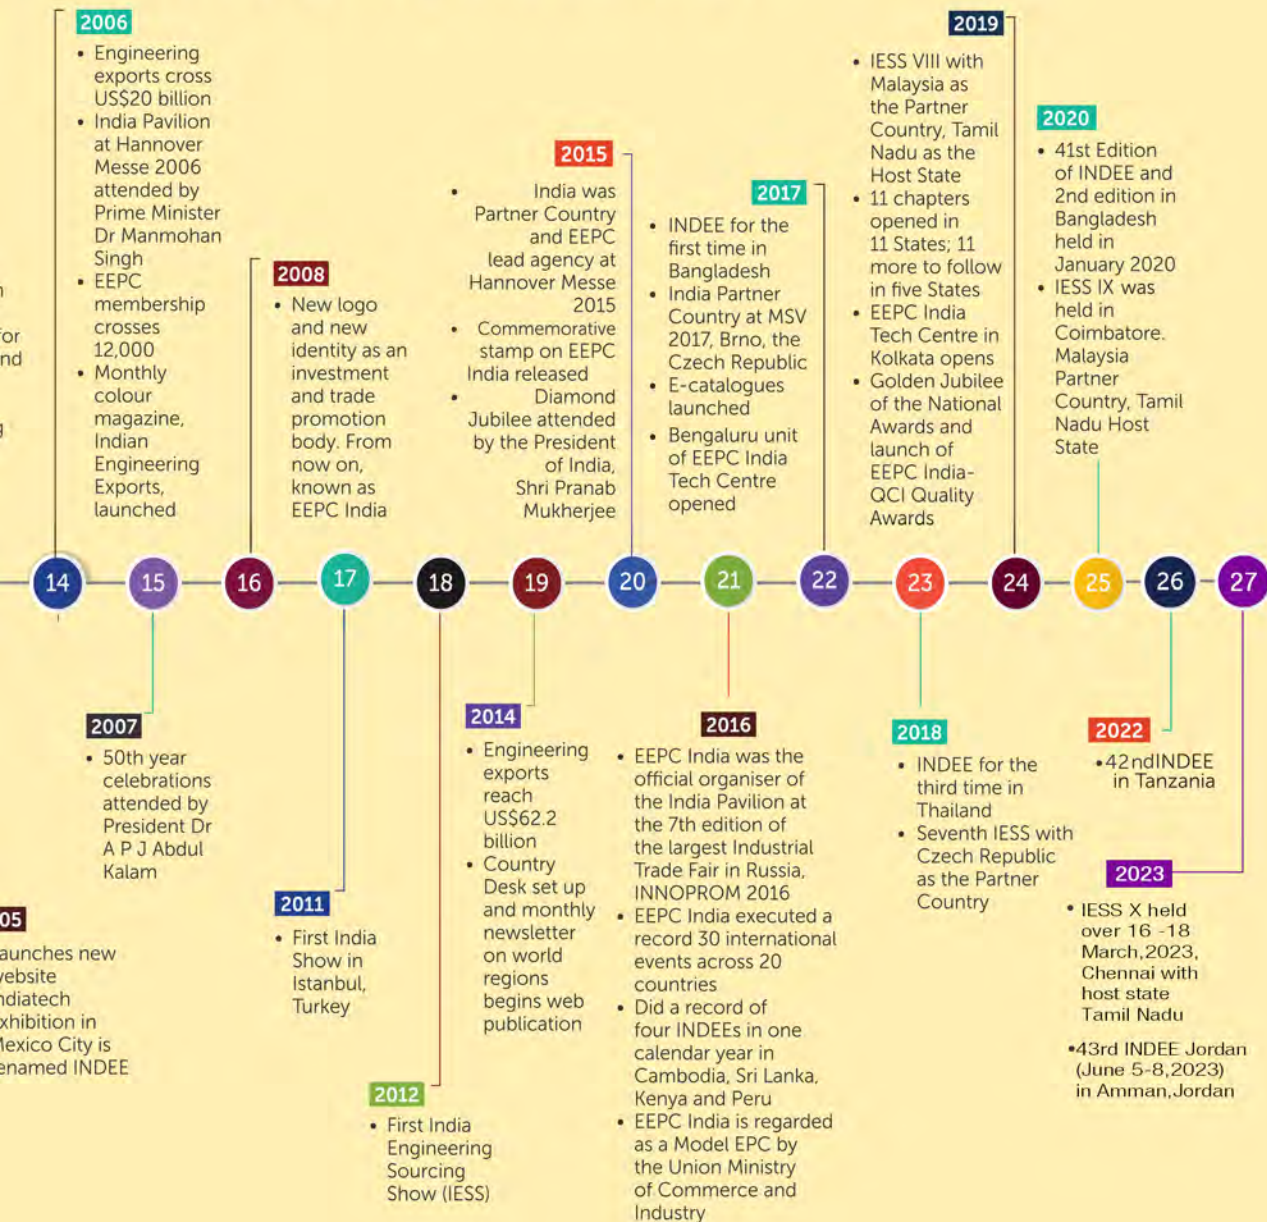 2006
• Engineering
exports cross
US$20 billion
• India Pavilion
at Hannover
Messe 2006
attended by
Prime Minister
Dr Manmohan
Singh
• EEPC
membership
crosses
12,000
• Monthly
colour
magazine,
Indian
Engineering
Exports,
launched
2008
• New logo
and new
identity as an
investment
and trade
promotion
body. From
now on,
known as
EEPC India
2015
• India was
Partner Country
and EEPC
lead agency at
Hannover Messe
2015
• Commemorative
stamp on EEPC
India released
• Diamond
Jubilee attended
by the President
of India,
Shri Pranab
Mukherjee
2017
• INDEE for the
first time in
Bangladesh
• India Partner
Country at MSV
2017, Brno, the
Czech Republic
• E-catalogues
launched
• Bengaluru unit
of EEPC India
Tech Centre
opened
2019
• IESS VIII with
Malaysia as
the Partner
Country, Tamil
Nadu as the
Host State
• 11 chapters
opened in
11 States; 11
more to follow
in five States
• EEPC India
Tech Centre in
Kolkata opens
• Golden Jubilee
of the National
Awards and
launch of
EEPC India-
QCI Quality
Awards
2020
• 41st Edition
of INDEE and
2nd edition in
Bangladesh
held in
January 2020
• IESS IX was
held in
Coimbatore.
Malaysia
Partner
Country, Tamil
Nadu Host
State
14 15 16 17 18 19 20 21 22 23 24 25 26 27
05
launches new
website
ndiatech
xhibition in
Mexico City is
enamed INDEE
2007
• 50th year
celebrations
attended by
President Dr
A P J Abdul
Kalam
2011
• First India
Show in
Istanbul,
Turkey
2012
• First India
Engineering
Sourcing
Show (IESS)
2014
• Engineering
exports
reach
US$62.2
billion
• Country
Desk set up
and monthly
newsletter
on world
regions
begins web
publication
2016
• EEPC India was the
official organiser of
the India Pavilion at
the 7th edition of
the largest Industrial
Trade Fair in Russia,
INNOPROM 2016
• EEPC India executed a
record 30 international
events across 20
countries
• Did a record of
four INDEEs in one
calendar year in
Cambodia, Sri Lanka,
Kenya and Peru
• EEPC India is regarded
as a Model EPC by
the Union Ministry
of Commerce and
Industry
2018
• INDEE for the
third time in
Thailand
• Seventh IESS with
Czech Republic
as the Partner
Country
2022
•42ndINDEE
in Tanzania
2023
• IESS X held
over 16 -18
March,2023,
Chennai with
host state
Tamil Nadu
•43rd INDEE Jordan
(June 5-8,2023)
in Amman,Jordan